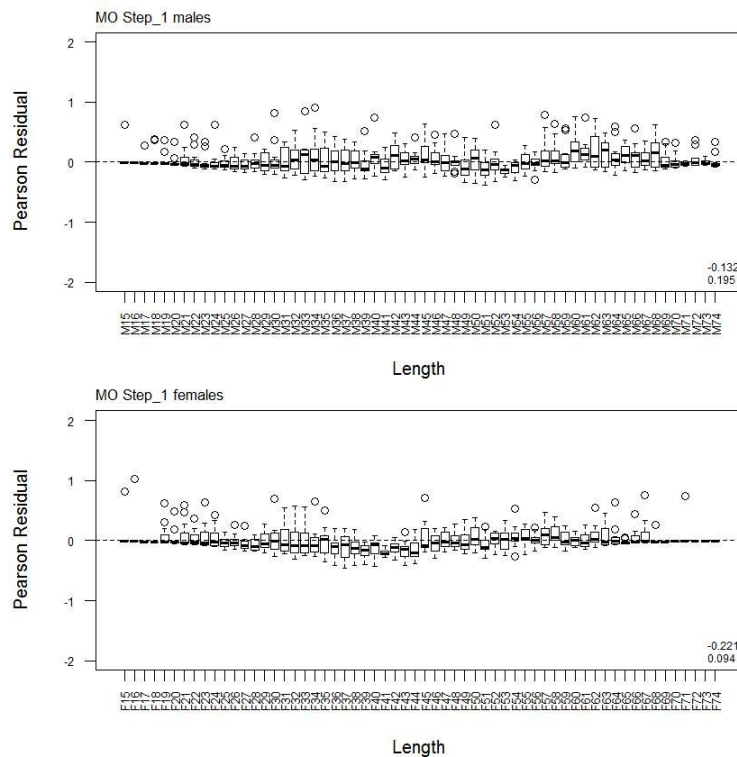 MO Step_1 males
2
1
0
-1
-2
Pearson Residual
-0.132
0.195
M15 M16 M17 M18 M19 M20 M21 M22 M23 M24 M25 M26 M27 M28 M29 M30 M31 M32 M33 M34 M35 M36 M37 M38 M39 M40 M41 M42 M43 M44 M45 M46 M47 M48 M49 M50 M51 M52 M53 M54 M55 M56 M57 M58 M59 M60 M61 M62 M63 M64 M65 M66 M67 M68 M69 M70 M71 M72 M73 M74
Length
MO Step_1 females
2
1
0
-1
-2
Pearson Residual
-0.221
0.094
F15 F16 F17 F18 F19 F20 F21 F22 F23 F24 F25 F26 F27 F28 F29 F30 F31 F32 F33 F34 F35 F36 F37 F38 F39 F40 F41 F42 F43 F44 F45 F46 F47 F48 F49 F50 F51 F52 F53 F54 F55 F56 F57 F58 F59 F60 F61 F62 F63 F64 F65 F66 F67 F68 F69 F70 F71 F72 F73 F74
Length